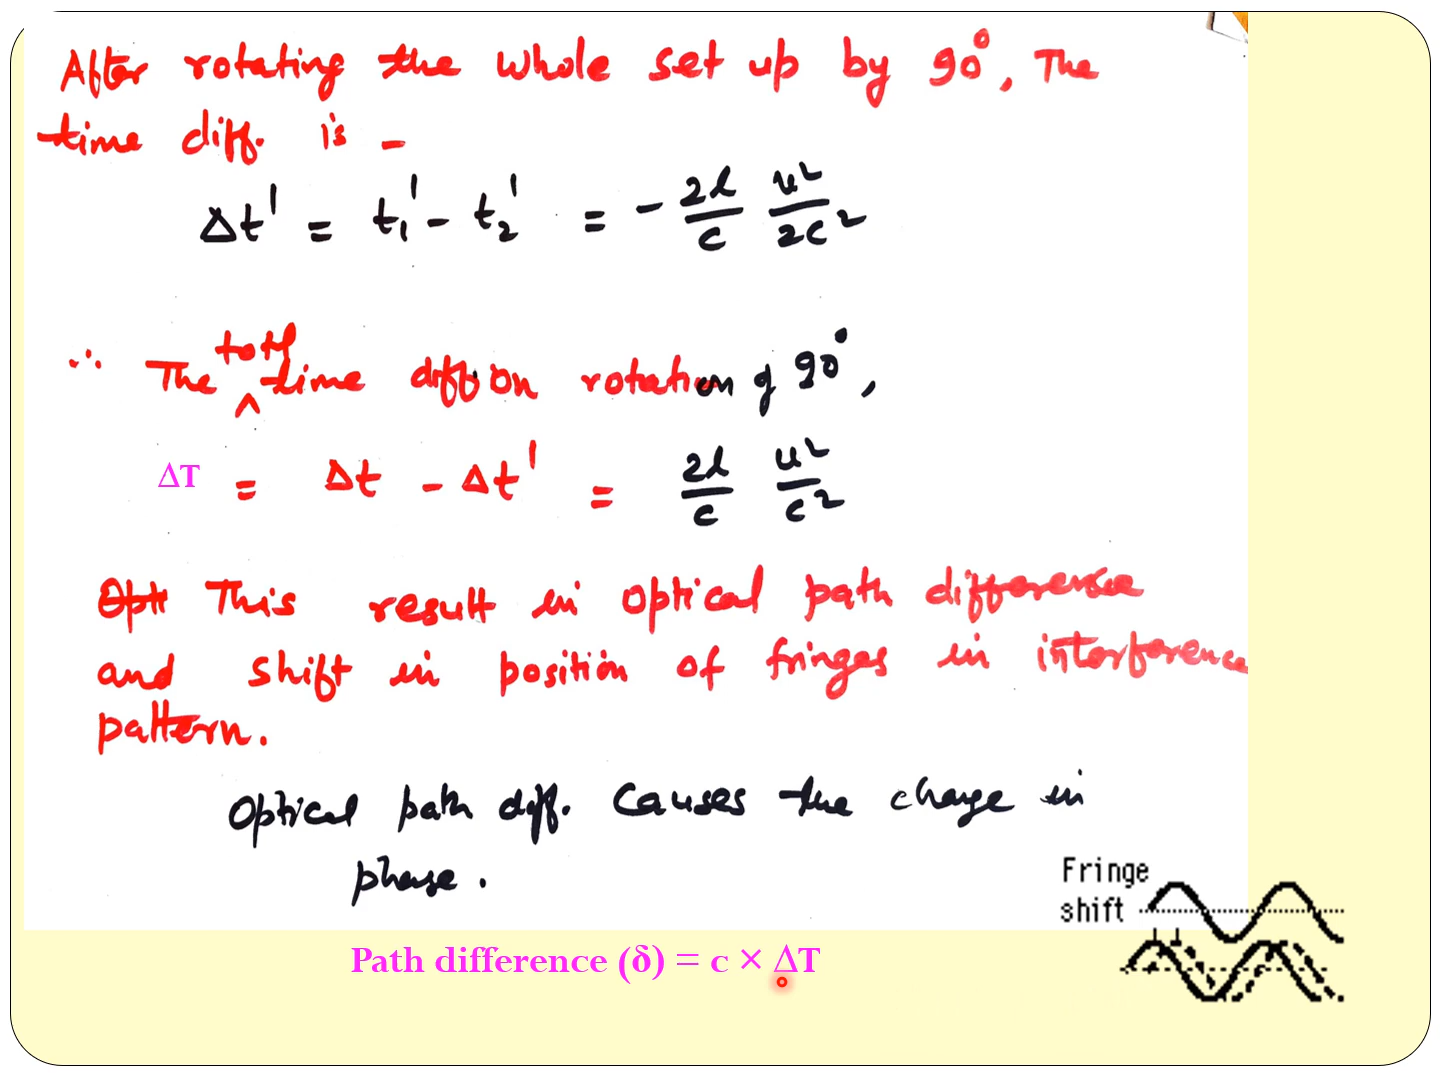 After rotating the whole set up by 90°, The
time diff. is -
Δt' = t₁' - t₂' = - 2l/c u²/2c²
∴ The total time diff. on rotation of 90°,
ΔT = Δt - Δt' = 2l/c u²/c²
This result in optical path difference
and shift in position of fringes in interference
pattern.
Optical path diff. causes the change in
phase.
Fringe
shift
Path difference (δ) = c × ΔT